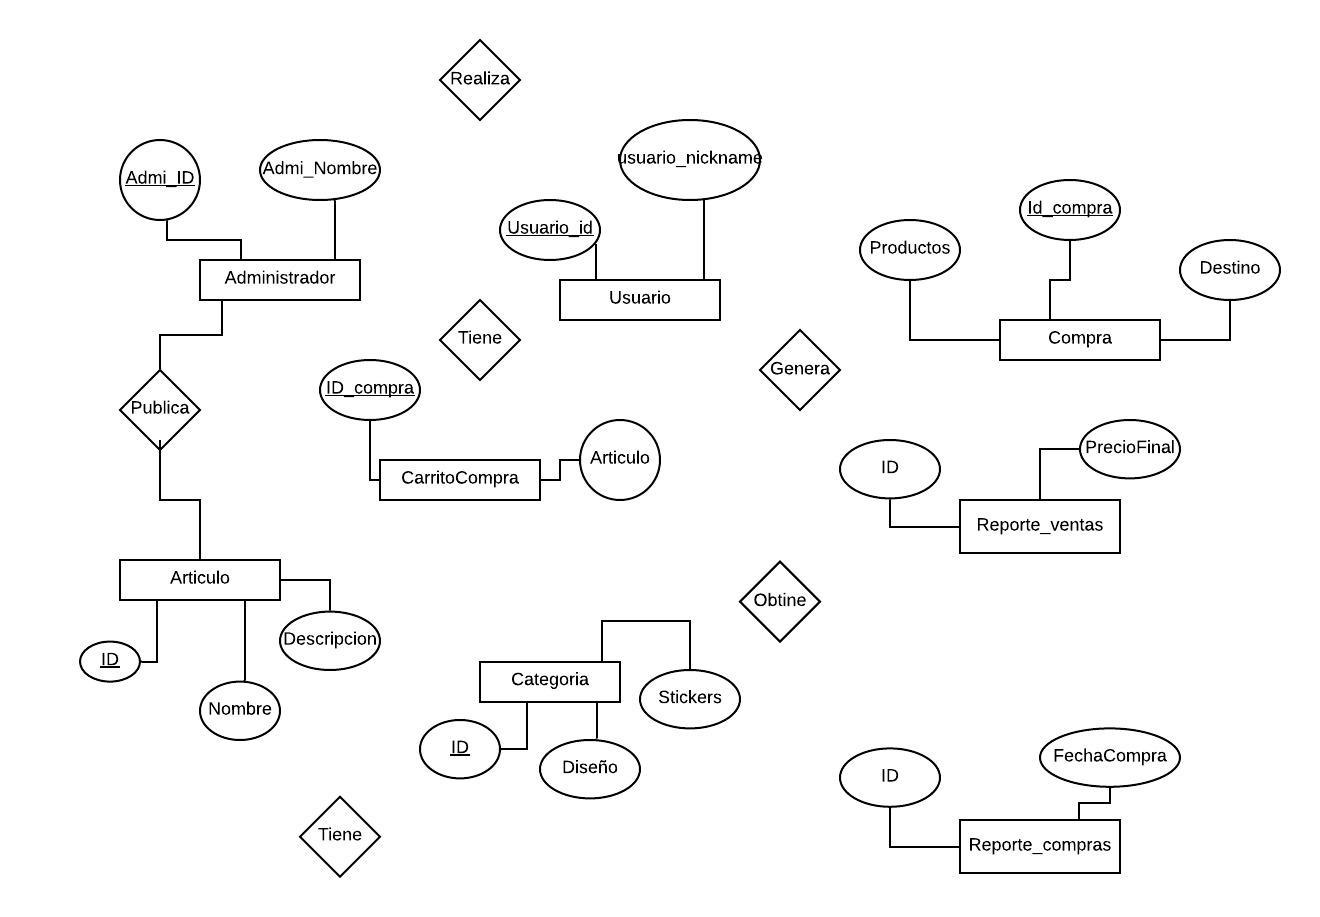 Realiza
usuario_nickname
Admi_ID
Admi_Nombre
Id_compra
Usuario_id
Productos
Destino
Administrador
Usuario
Tiene
Compra
Genera
ID_compra
Publica
PrecioFinal
Articulo
ID
CarritoCompra
Reporte_ventas
Articulo
Obtine
Descripcion
ID
Categoria
Stickers
Nombre
ID
Diseño
FechaCompra
ID
Tiene
Reporte_compras